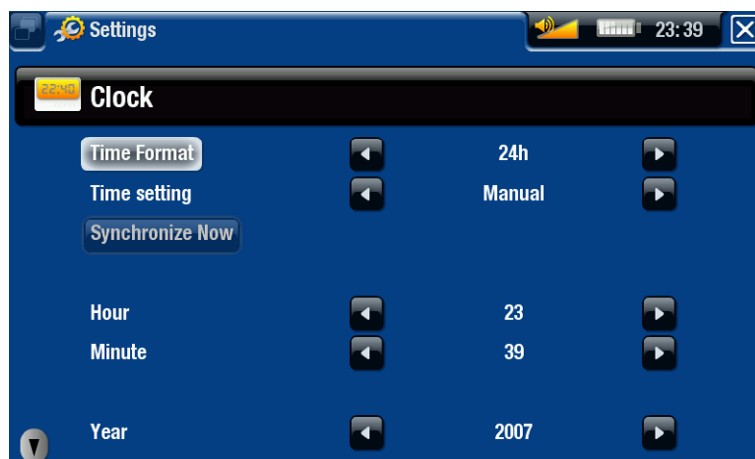 Settings 23:39
22:40 Clock
Time Format 24h
Time setting Manual
Synchronize Now
Hour 23
Minute 39
Year 2007